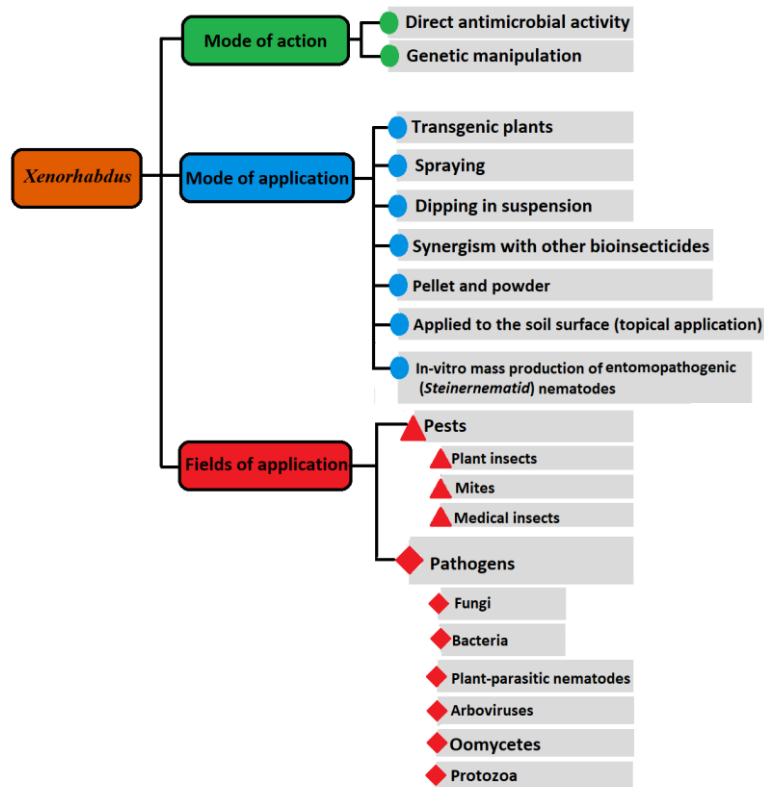 Xenorhabdus
Mode of action
Direct antimicrobial activity
Genetic manipulation
Mode of application
Transgenic plants
Spraying
Dipping in suspension
Synergism with other bioinsecticides
Pellet and powder
Applied to the soil surface (topical application)
In-vitro mass production of entomopathogenic
(Steinernematid) nematodes
Fields of application
Pests
Plant insects
Mites
Medical insects
Pathogens
Fungi
Bacteria
Plant-parasitic nematodes
Arboviruses
Oomycetes
Protozoa